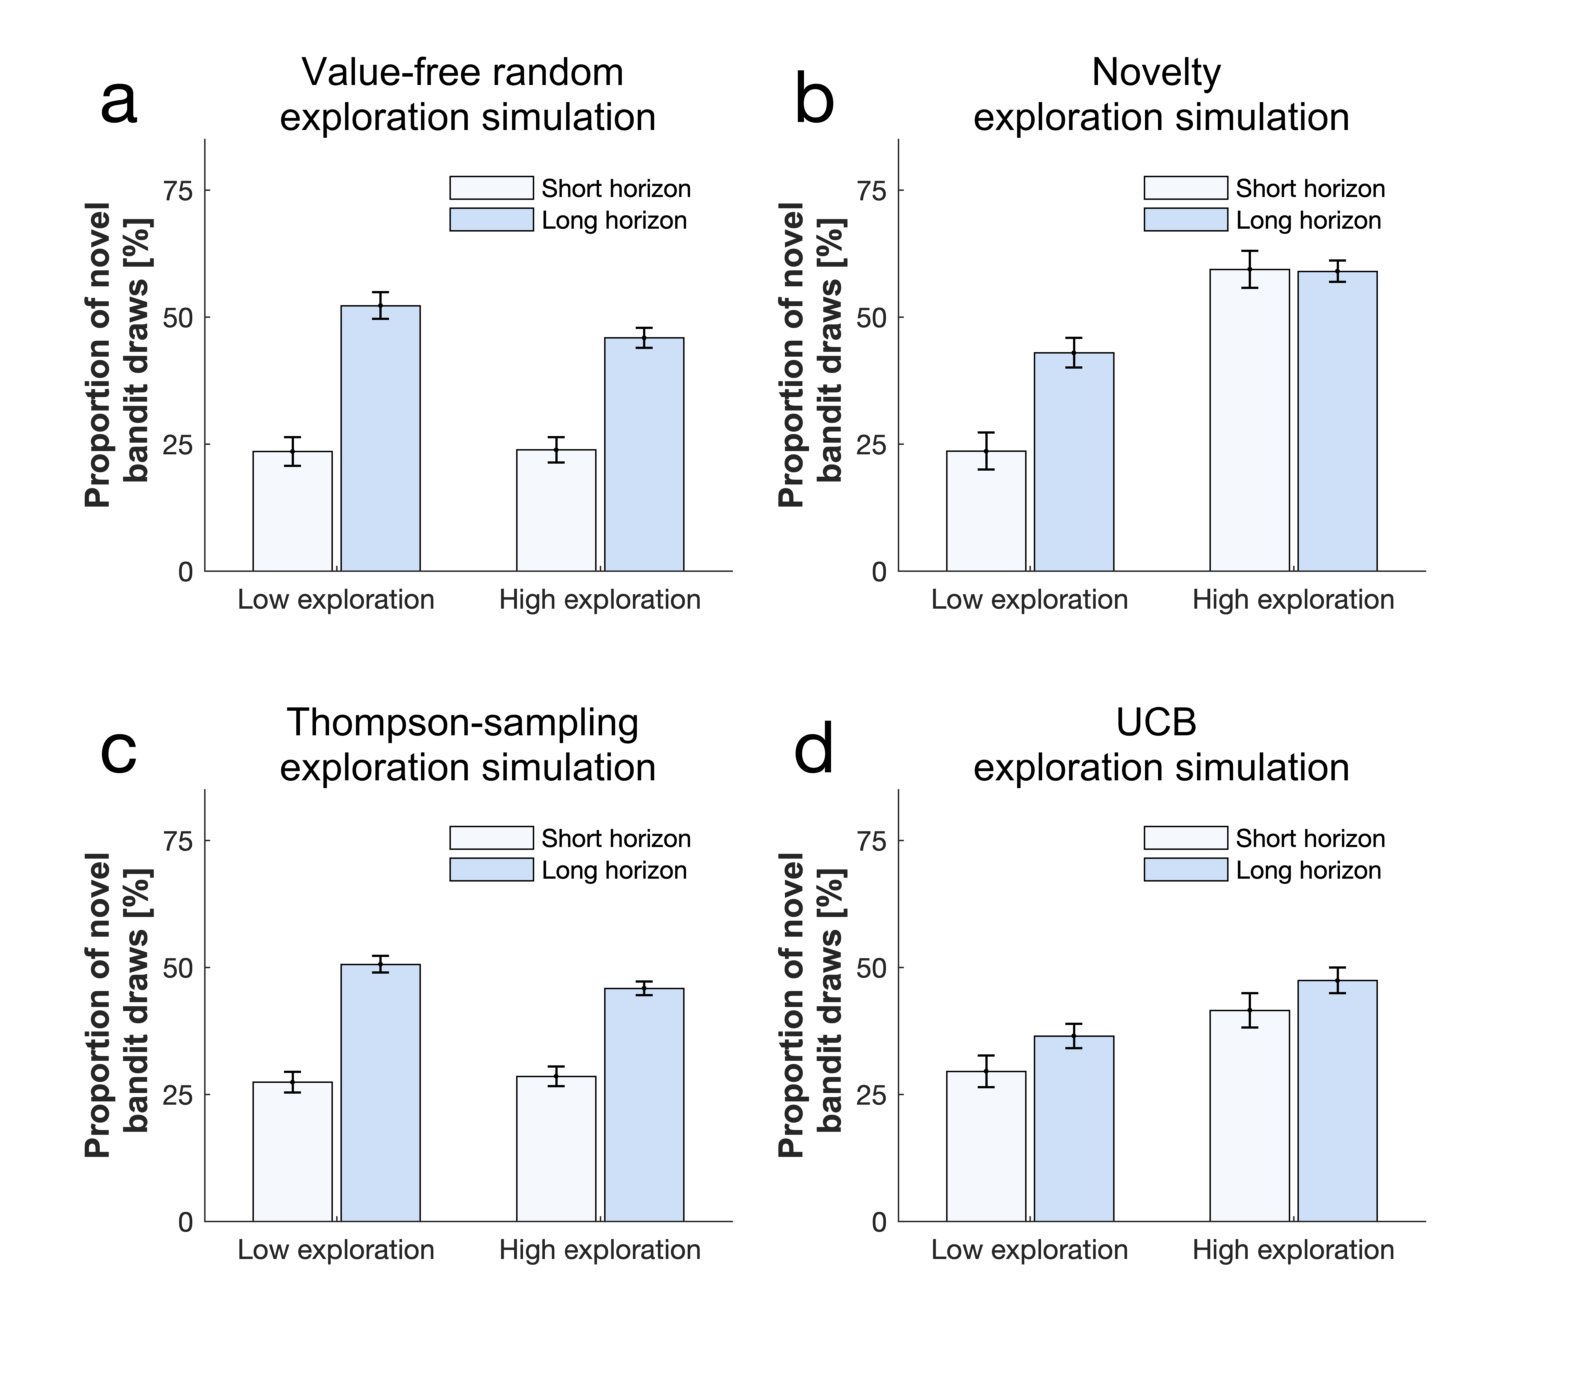 a
Value-free random
exploration simulation
Proportion of novel
bandit draws [%]
75
50
25
0
Short horizon
Long horizon
Low exploration
High exploration
b
Novelty
exploration simulation
Proportion of novel
bandit draws [%]
75
50
25
0
Short horizon
Long horizon
Low exploration
High exploration
c
Thompson-sampling
exploration simulation
Proportion of novel
bandit draws [%]
75
50
25
0
Short horizon
Long horizon
Low exploration
High exploration
d
UCB
exploration simulation
Proportion of novel
bandit draws [%]
75
50
25
0
Short horizon
Long horizon
Low exploration
High exploration